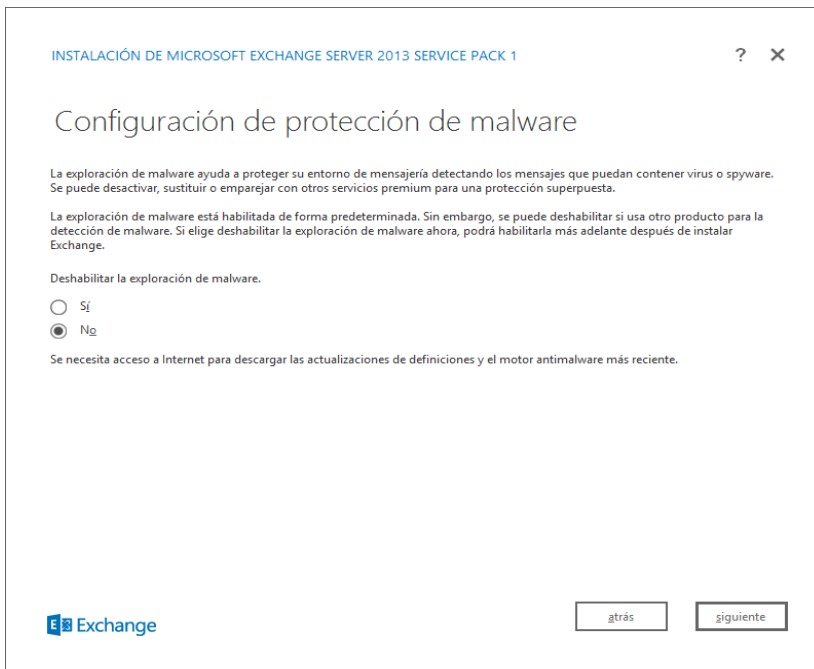 INSTALACIÓN DE MICROSOFT EXCHANGE SERVER 2013 SERVICE PACK 1
?
Configuración de protección de malware
La exploración de malware ayuda a proteger su entorno de mensajería detectando los mensajes que puedan contener virus o spyware.
Se puede desactivar, sustituir o emparejar con otros servicios premium para una protección superpuesta.
La exploración de malware está habilitada de forma predeterminada. Sin embargo, se puede deshabilitar si usa otro producto para la
detección de malware. Si elige deshabilitar la exploración de malware ahora, podrá habilitarla más adelante después de instalar
Exchange.
Deshabilitar la exploración de malware.
Sí
No
Se necesita acceso a Internet para descargar las actualizaciones de definiciones y el motor antimalware más reciente.
Exchange
atrás
siguiente